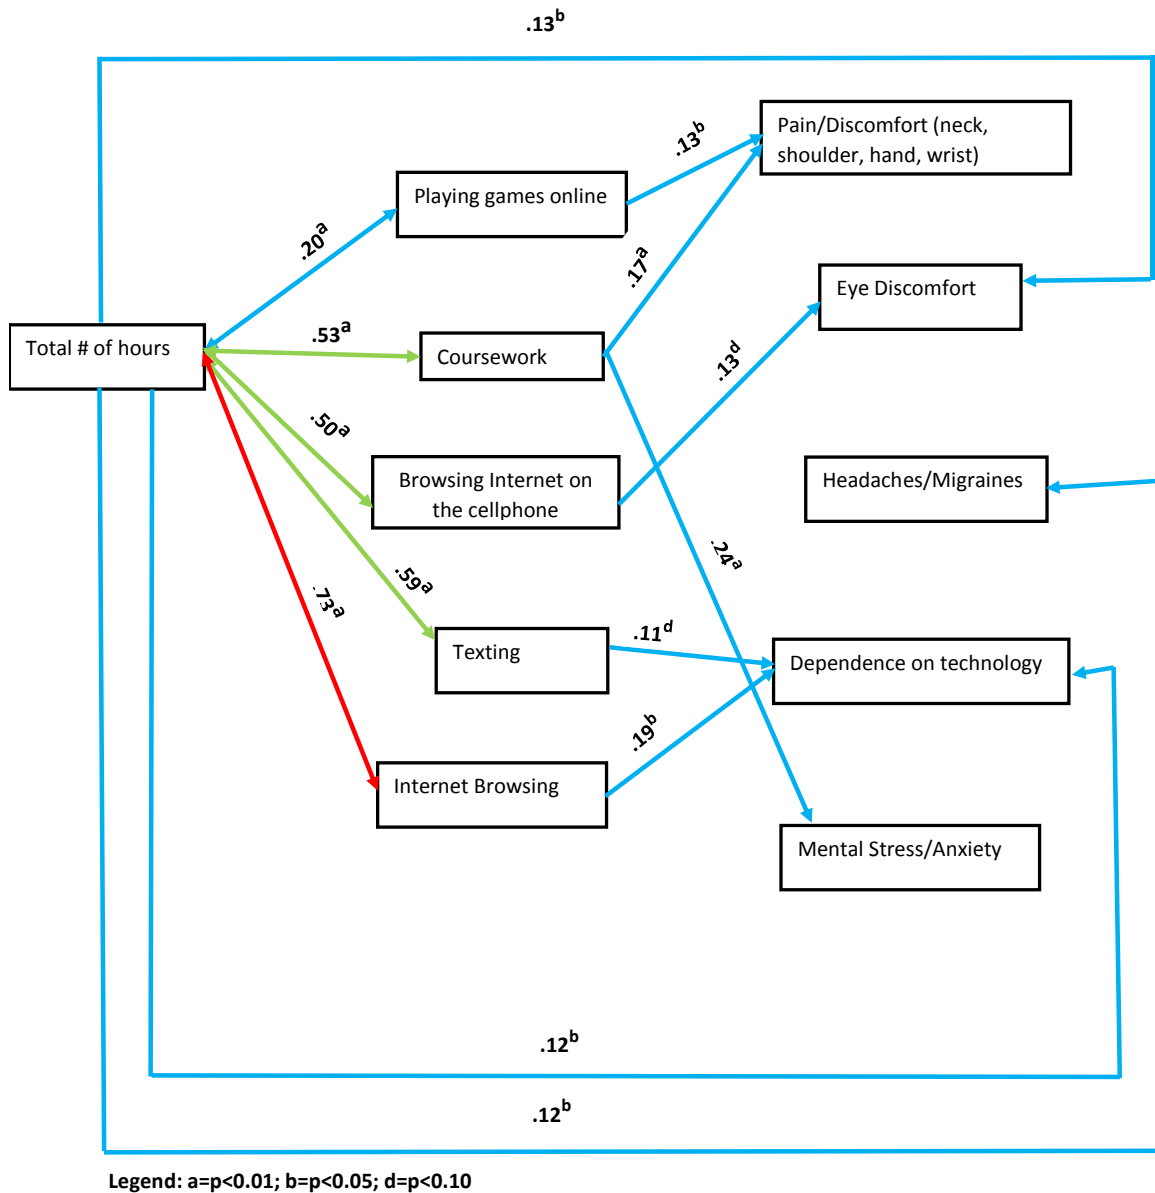 .13b
Pain/Discomfort (neck,
shoulder, hand, wrist)
.13b
Playing games online
.20a
.17a
Eye Discomfort
Total # of hours
.53a
Coursework
.13d
.50a
Browsing Internet on
the cellphone
Headaches/Migraines
.24a
.59a
.73a
Texting
.11d
Dependence on technology
.19b
Internet Browsing
Mental Stress/Anxiety
.12b
.12b
Legend: a=p<0.01; b=p<0.05; d=p<0.10